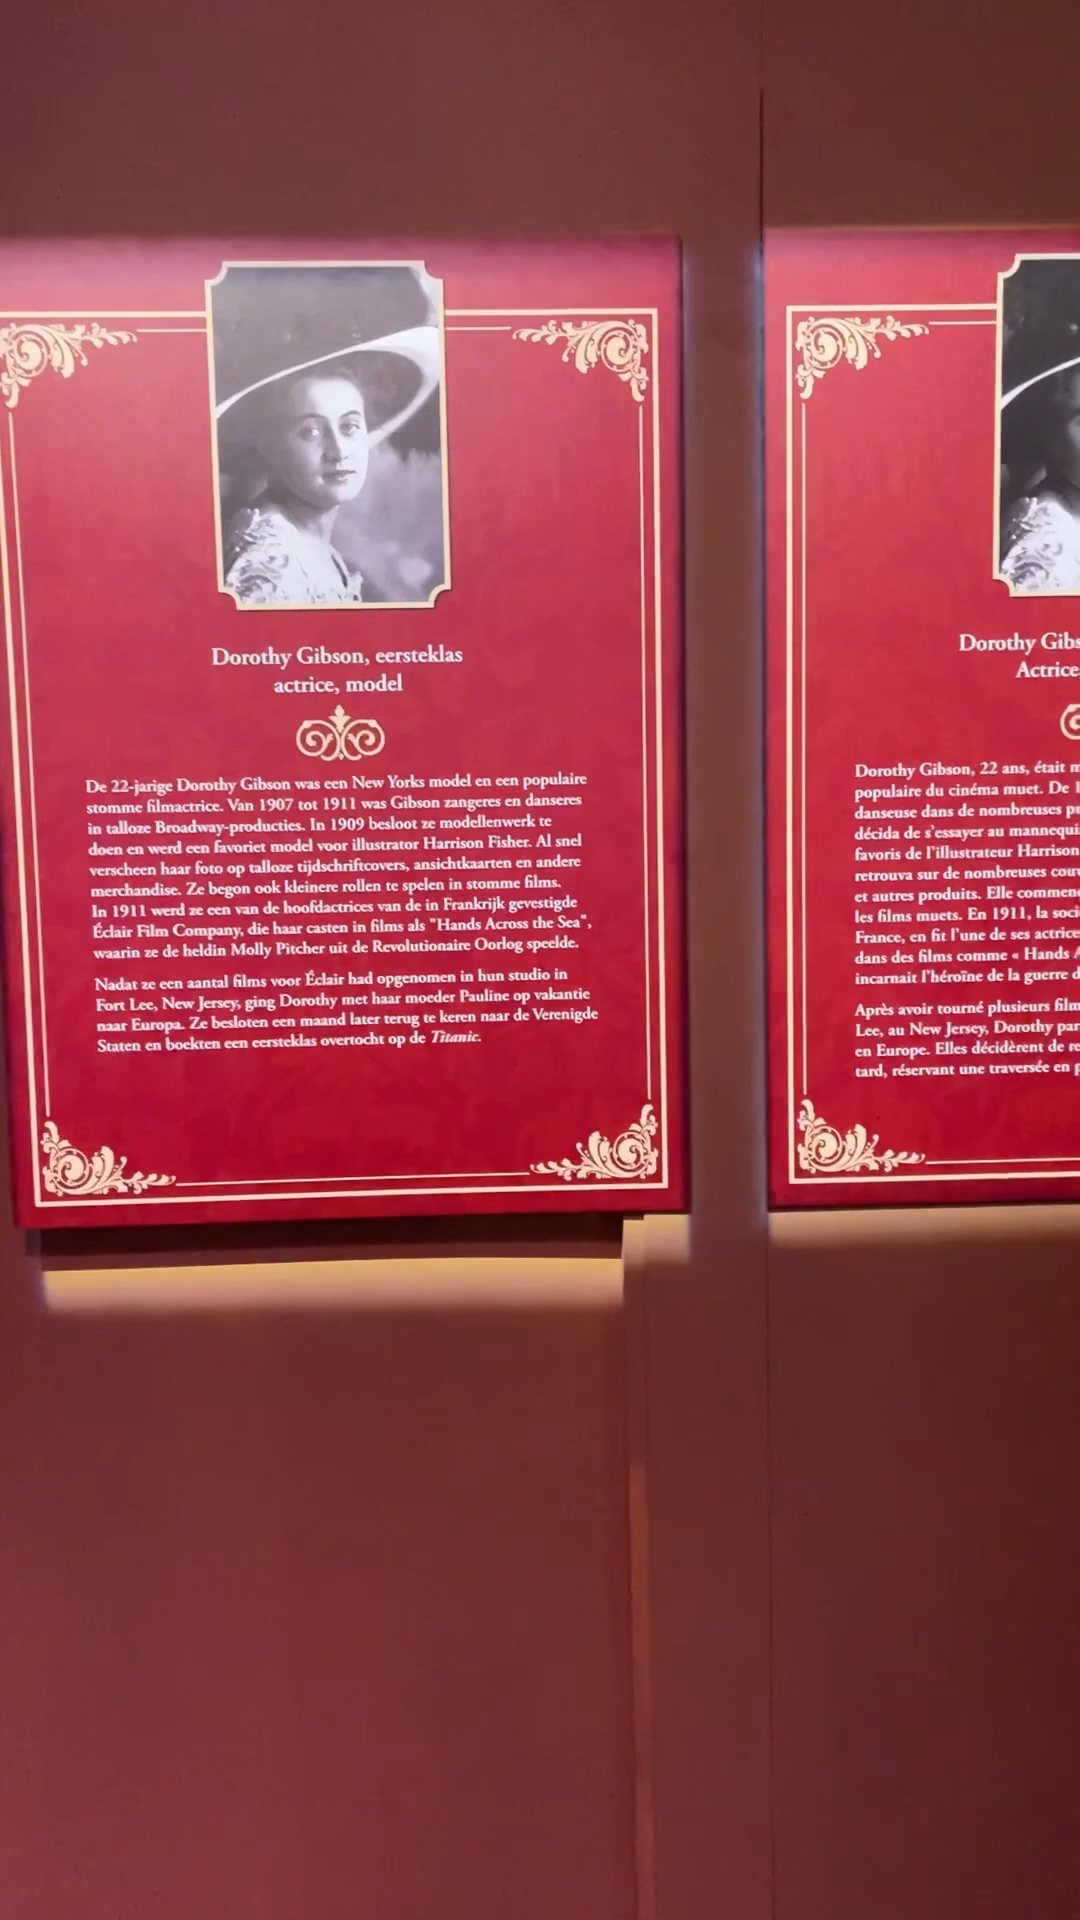 Dorothy Gibson, eersteklas
actrice, model
De 22-jarige Dorothy Gibson was een New Yorks model en een populaire
stomme filmactrice. Van 1907 tot 1911 was Gibson zangeres en danseres
in talloze Broadway-producties. In 1909 besloot ze modellenwerk te
doen en werd een favoriet model voor illustrator Harrison Fisher. Al snel
verscheen haar foto op talloze tijdschriftcovers, ansichtkaarten en andere
merchandise. Ze begon ook kleinere rollen te spelen in stomme films.
In 1911 werd ze een van de hoofdactrices van de in Frankrijk gevestigde
Éclair Film Company, die haar casten in films als "Hands Across the Sea",
waarin ze de heldin Molly Pitcher uit de Revolutionaire Oorlog speelde.
Nadat ze een aantal films voor Éclair had opgenomen in hun studio in
Fort Lee, New Jersey, ging Dorothy met haar moeder Pauline op vakantie
naar Europa. Ze besloten een maand later terug te keren naar de Verenigde
Staten en boekten een eersteklas overtocht op de Titanic.
Dorothy
Actrice,
Dorothy Gibson, 22 ans, était
populaire du cinéma muet. De
danseuse dans de nombreuses
décida de s'essayer au
favoris de l'illustrateur Harrison
retrouva sur de nombreuses
et autres produits. Elle
les films muets. En 1911, la
France, en fit l'une de ses
dans des films comme « Hands
incarnait l'héroïne de la guerre
Après avoir tourné plusieurs
Lee, au New Jersey, Dorothy
en Europe. Elles décidèrent de
tard, réservant une traversée en